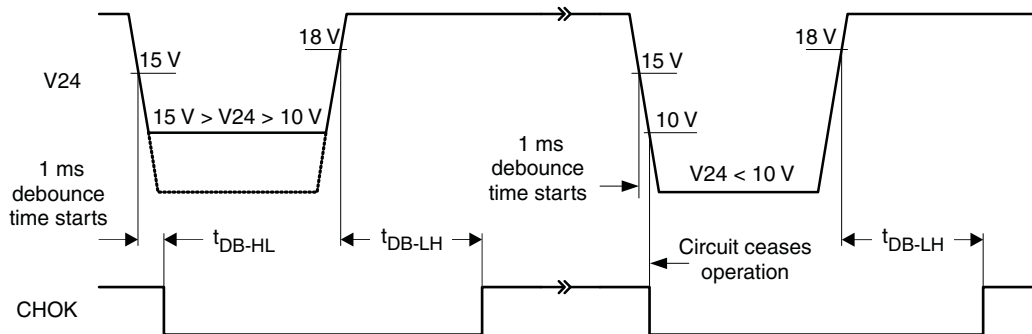 18 V
18 V
15 V
15 V
V24
15 V > V24 > 10 V
10 V
1 ms
debounce
time starts
1 ms
debounce
time starts
V24 < 10 V
tDB-HL
tDB-LH
Circuit ceases
operation
tDB-LH
CHOK